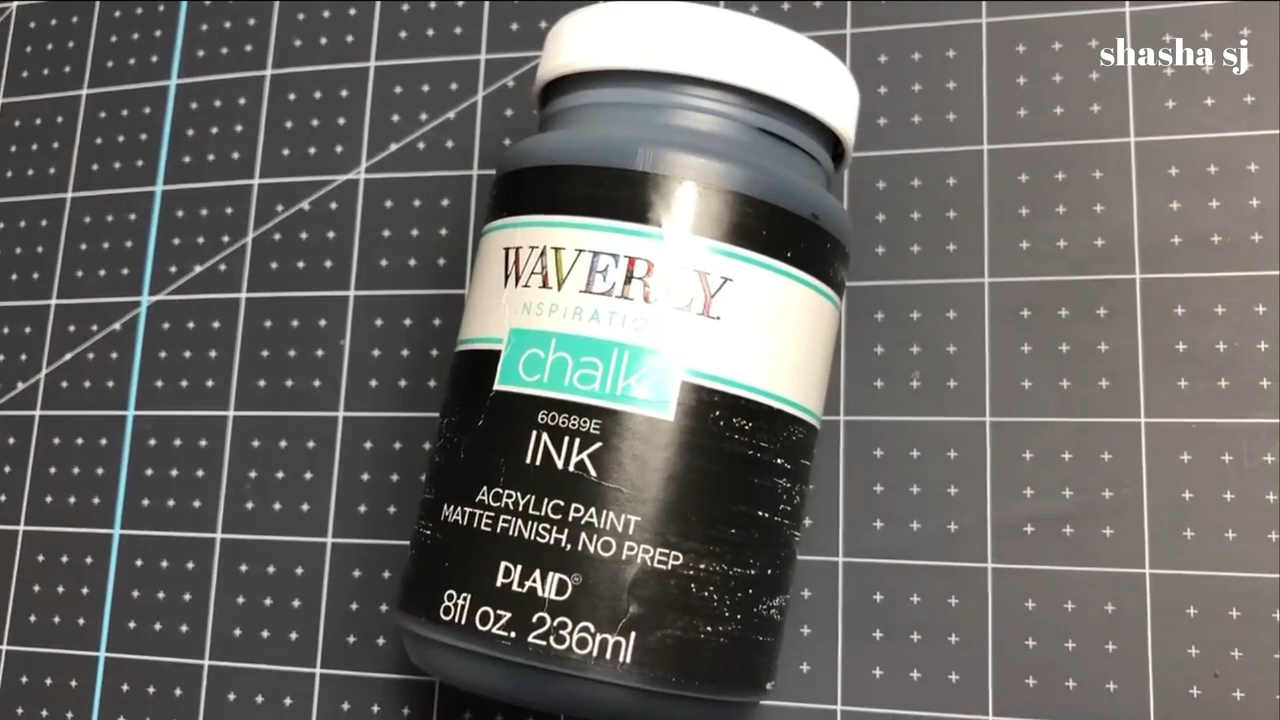 shasha sj
WAVERLY
INSPIRATIO
chalk
60689E
INK
ACRYLIC PAINT
MATTE FINISH, NO PREP
PLAID®
8fl oz. 236ml